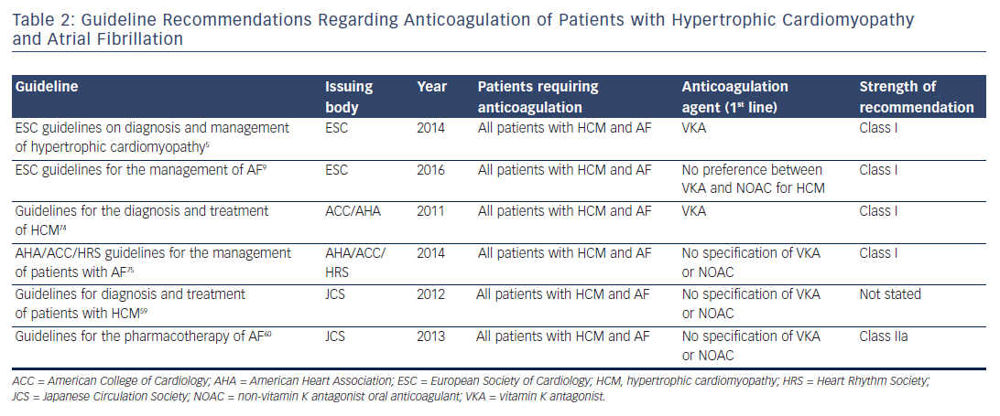 Table 2: Guideline Recommendations Regarding Anticoagulation of Patients with Hypertrophic Cardiomyopathy
and Atrial Fibrillation
Guideline Issuing body Year Patients requiring anticoagulation Anticoagulation agent (1st line) Strength of recommendation
ESC guidelines on diagnosis and management of hypertrophic cardiomyopathy5 ESC 2014 All patients with HCM and AF VKA Class I
ESC guidelines for the management of AF9 ESC 2016 All patients with HCM and AF No preference between VKA and NOAC for HCM Class I
Guidelines for the diagnosis and treatment of HCM74 ACC/AHA 2011 All patients with HCM and AF VKA Class I
AHA/ACC/HRS guidelines for the management of patients with AF75 AHA/ACC/HRS 2014 All patients with HCM and AF No specification of VKA or NOAC Class I
Guidelines for diagnosis and treatment of patients with HCM59 JCS 2012 All patients with HCM and AF No specification of VKA or NOAC Not stated
Guidelines for the pharmacotherapy of AF60 JCS 2013 All patients with HCM and AF No specification of VKA or NOAC Class IIa
ACC = American College of Cardiology; AHA = American Heart Association; ESC = European Society of Cardiology; HCM, hypertrophic cardiomyopathy; HRS = Heart Rhythm Society;
JCS = Japanese Circulation Society; NOAC = non-vitamin K antagonist oral anticoagulant; VKA = vitamin K antagonist.